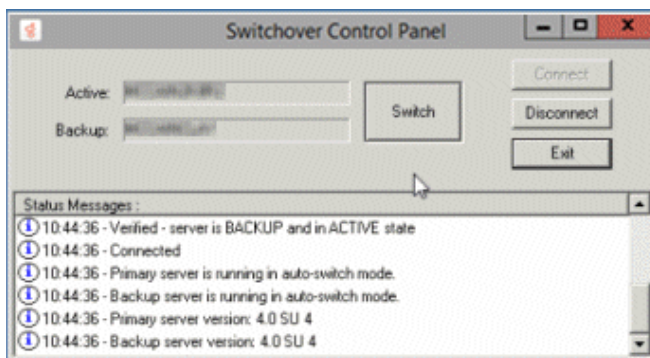 Switchover Control Panel
Active:
Backup:
Switch
Connect
Disconnect
Exit
Status Messages :
10:44:36 - Verified - server is BACKUP and in ACTIVE state
10:44:36 - Connected
10:44:36 - Primary server is running in auto-switch mode.
10:44:36 - Backup server is running in auto-switch mode.
10:44:36 - Primary server version: 4.0 SU 4
10:44:36 - Backup server version: 4.0 SU 4